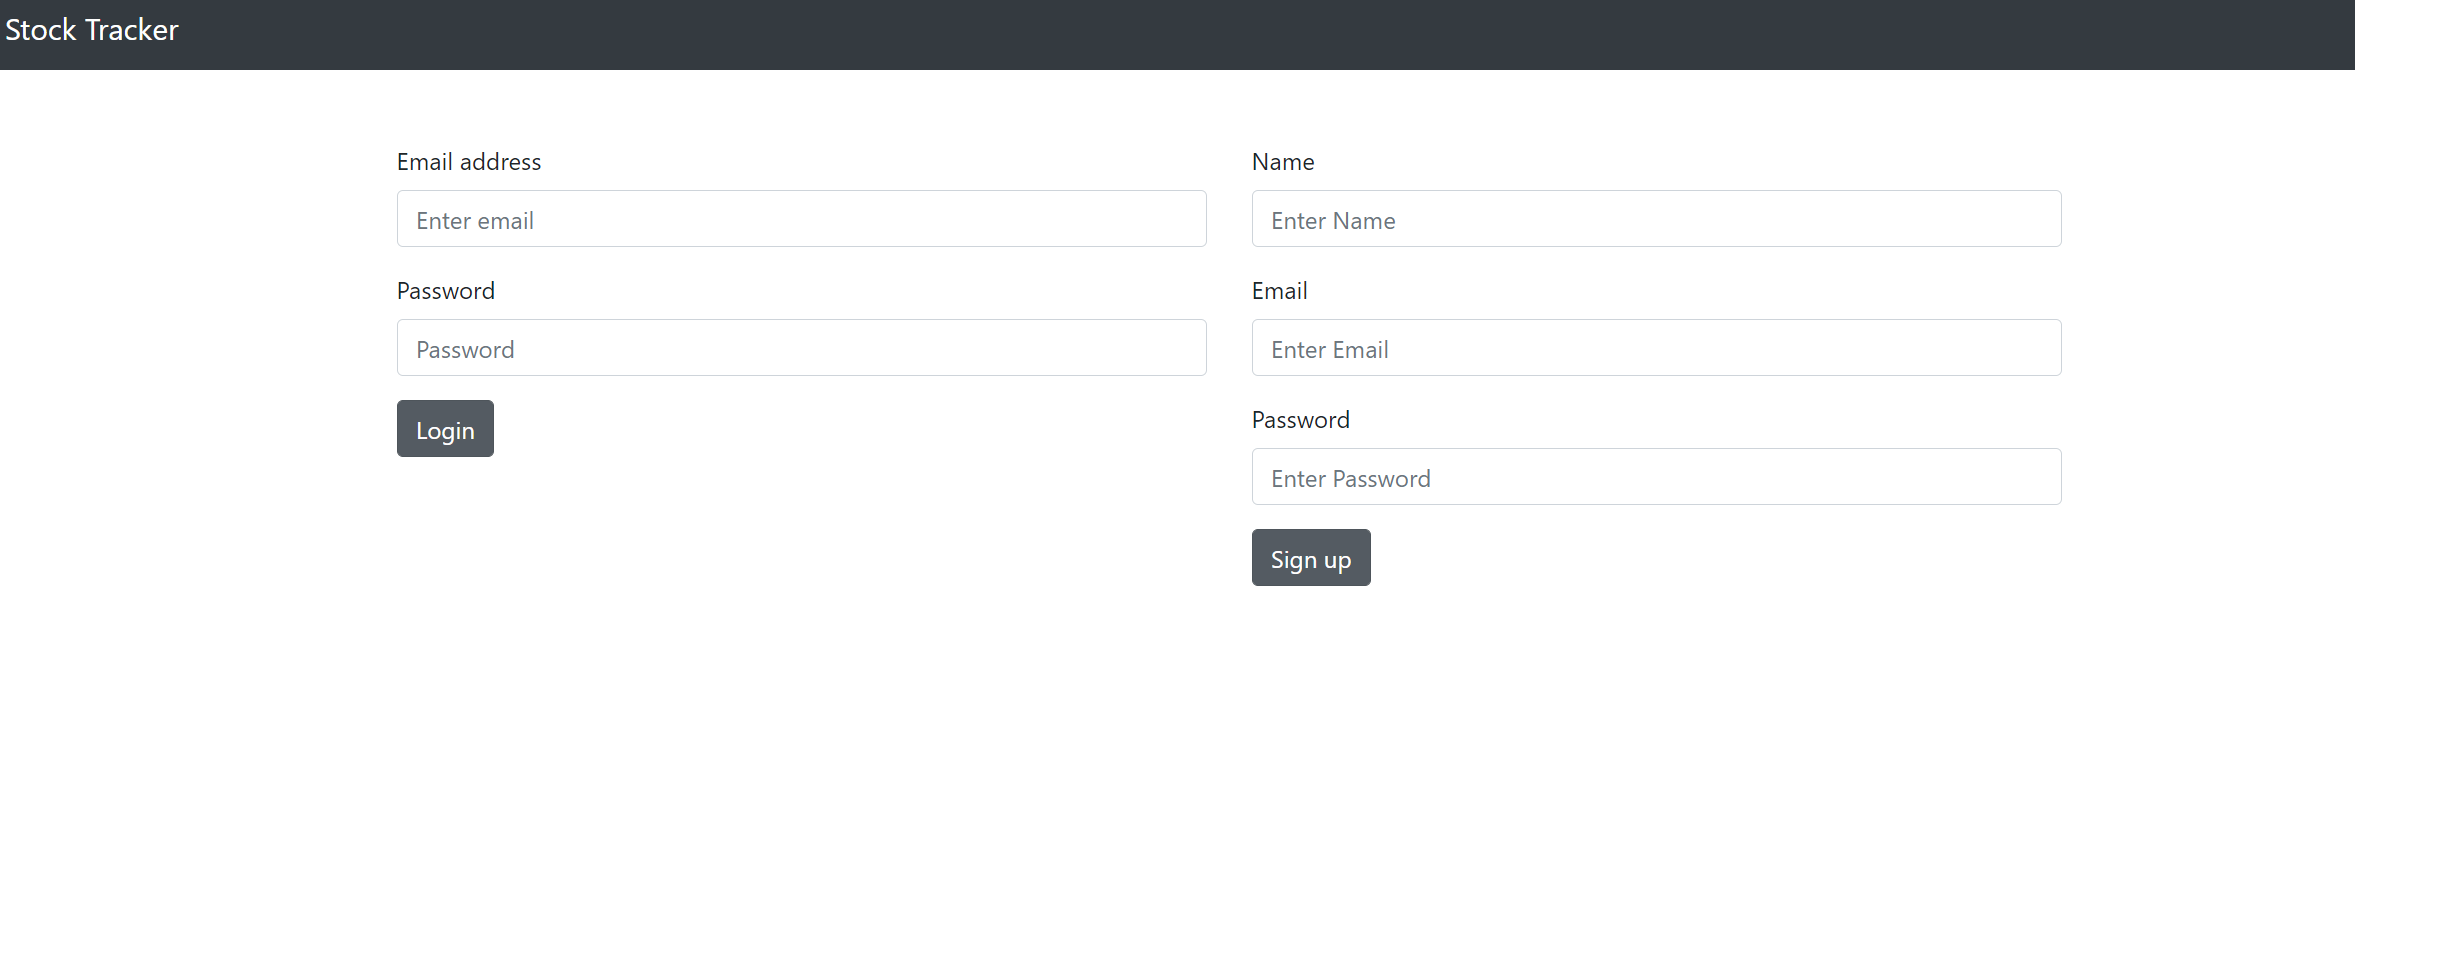 Stock Tracker
Email address
Enter email
Password
Password
Login
Name
Enter Name
Email
Enter Email
Password
Enter Password
Sign up